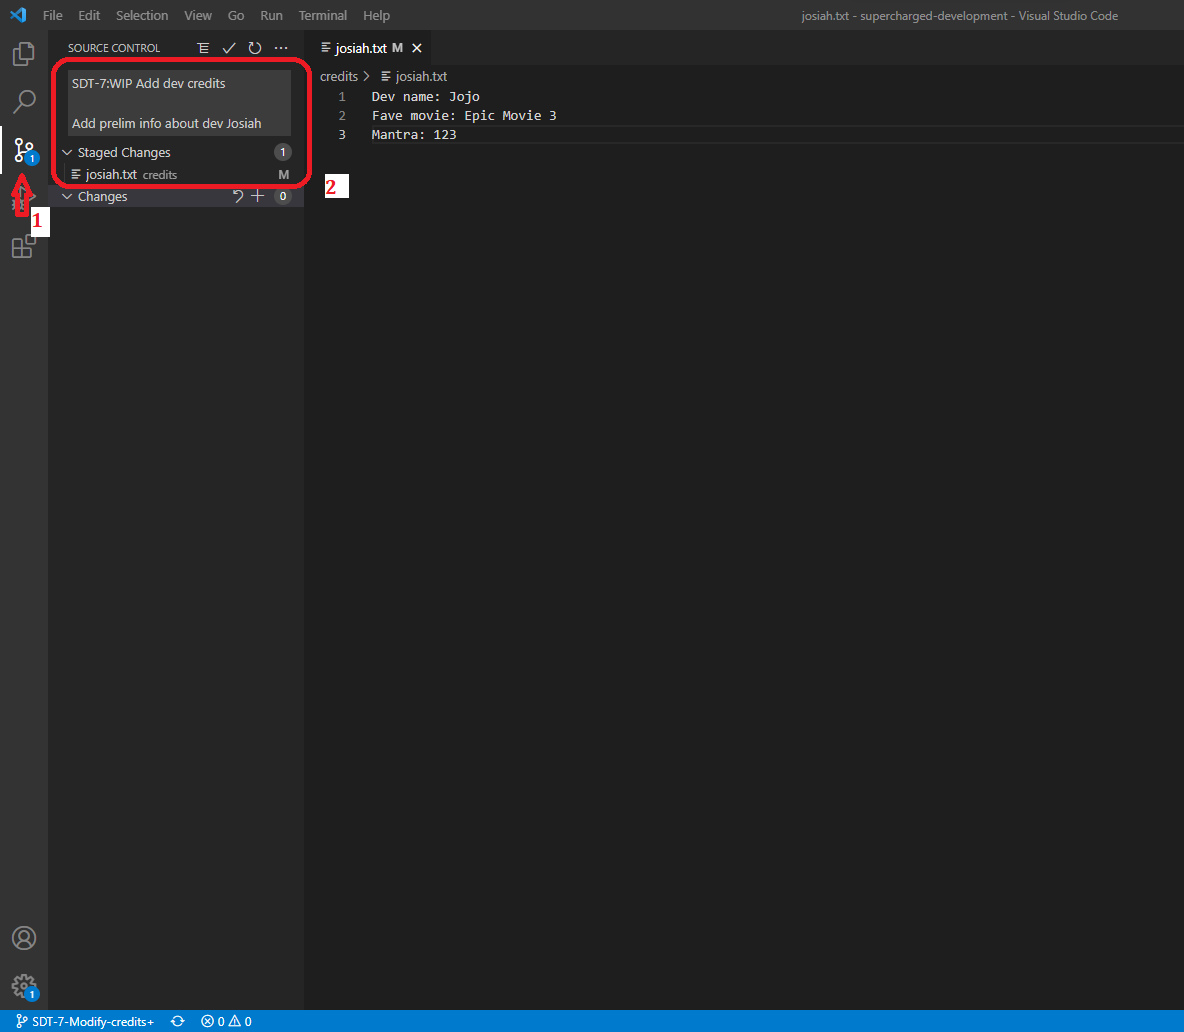 File Edit Selection View Go Run Terminal Help
josiah.txt - supercharged-development - Visual Studio Code
SOURCE CONTROL
SDT-7:WIP Add dev credits
Add prelim info about dev Josiah
Staged Changes 1
josiah.txt credits M
Changes 0
1
1
2
josiah.txt M
credits > josiah.txt
1 Dev name: Jojo
2 Fave movie: Epic Movie 3
3 Mantra: 123
1
SDT-7-Modify-credits+ 0 0